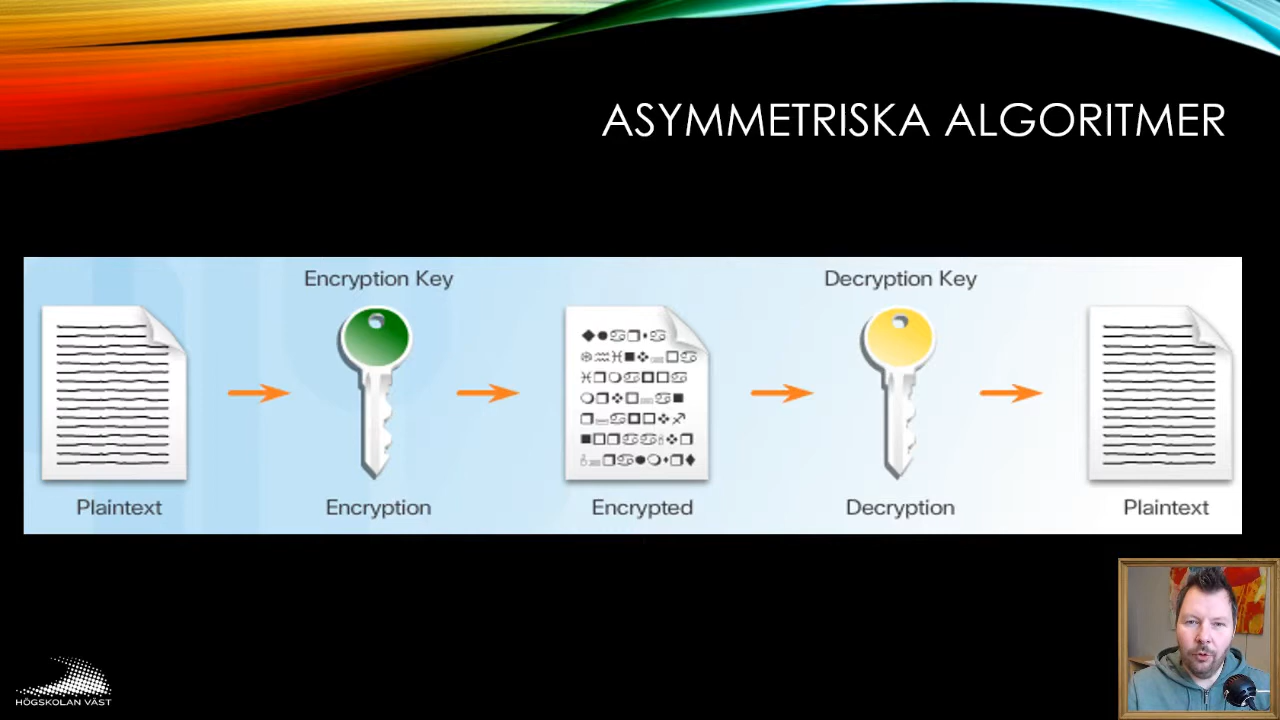 ASYMMETRISKA ALGORITMER
Encryption Key
Decryption Key
Plaintext
Encryption
Encrypted
Decryption
Plaintext
HÖGSKOLAN VÄST